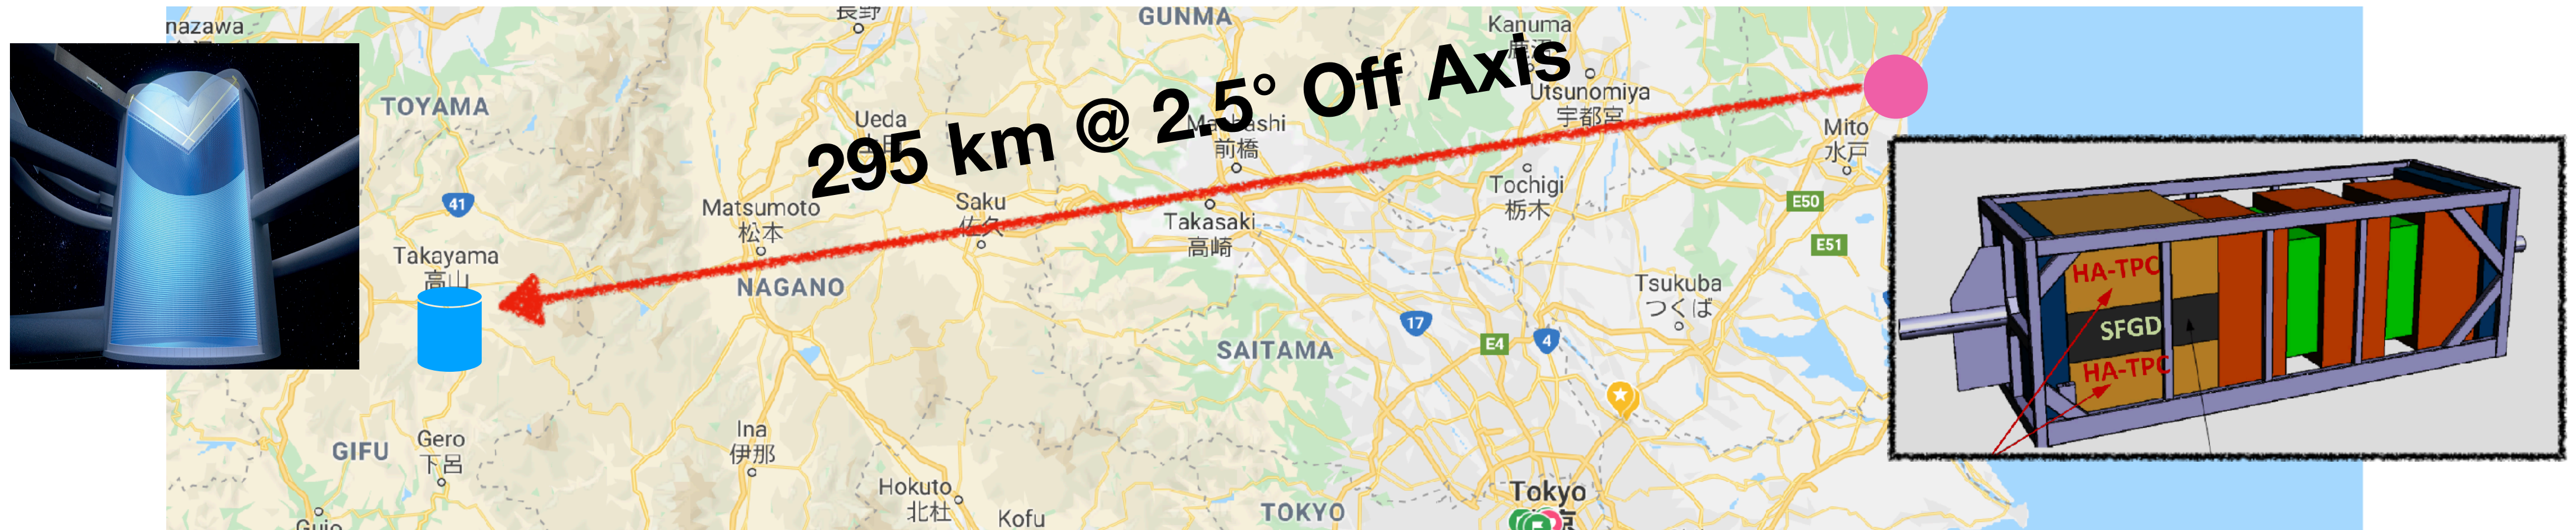 nazawa
長野
GUNMA
Kanuma
295 km @ 2.5° Off Axis
TOYAMA
Ueda
Utsunomiya
宇都宮
Mito
水戸
前橋
41
Matsumoto
松本
Saku
佐久
Takasaki
高崎
Tochigi
栃木
E50
E51
Takayama
高山
NAGANO
Tsukuba
つくば
17
E4
4
SAITAMA
HA-TPC
SFGD
HA-TPC
GIFU
Gero
下呂
Ina
伊那
Hokuto
北杜
Kofu
TOKYO
Tokyo